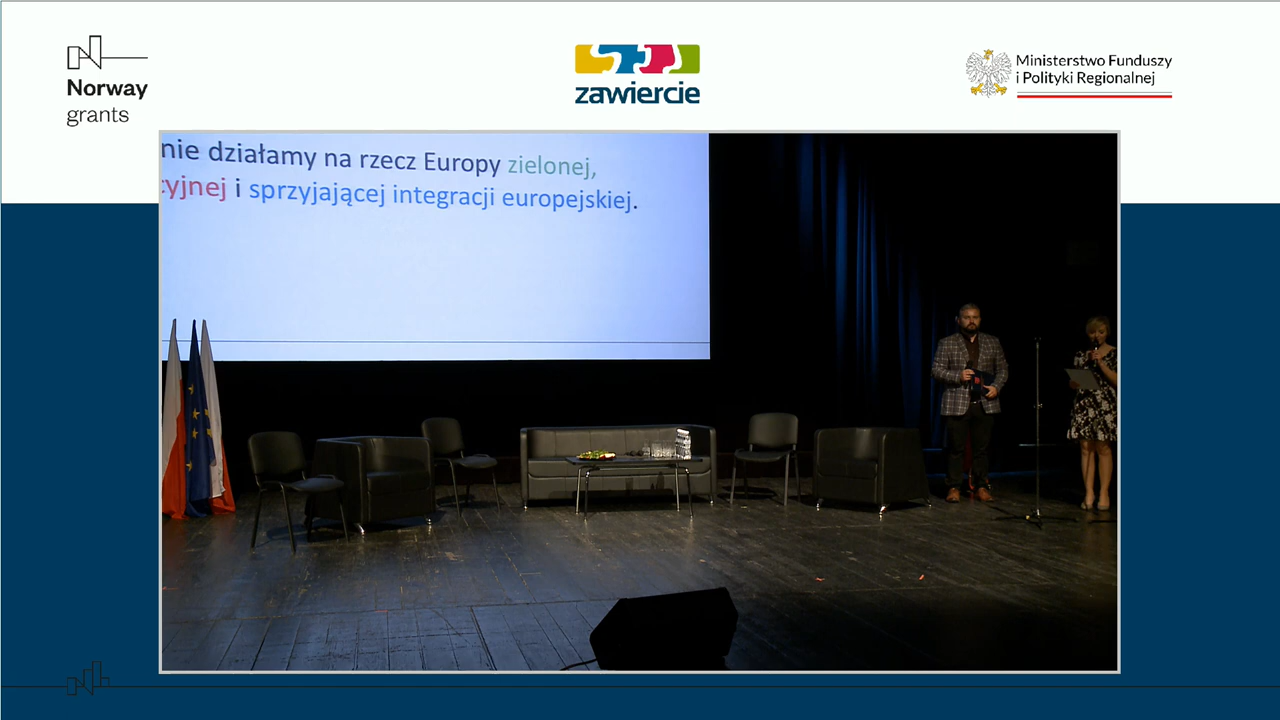 Norway
grants
zawiercie
Ministerstwo Funduszy
i Polityki Regionalnej
nie działamy na rzecz Europy zielonej,
cyjnej i sprzyjającej integracji europejskiej.